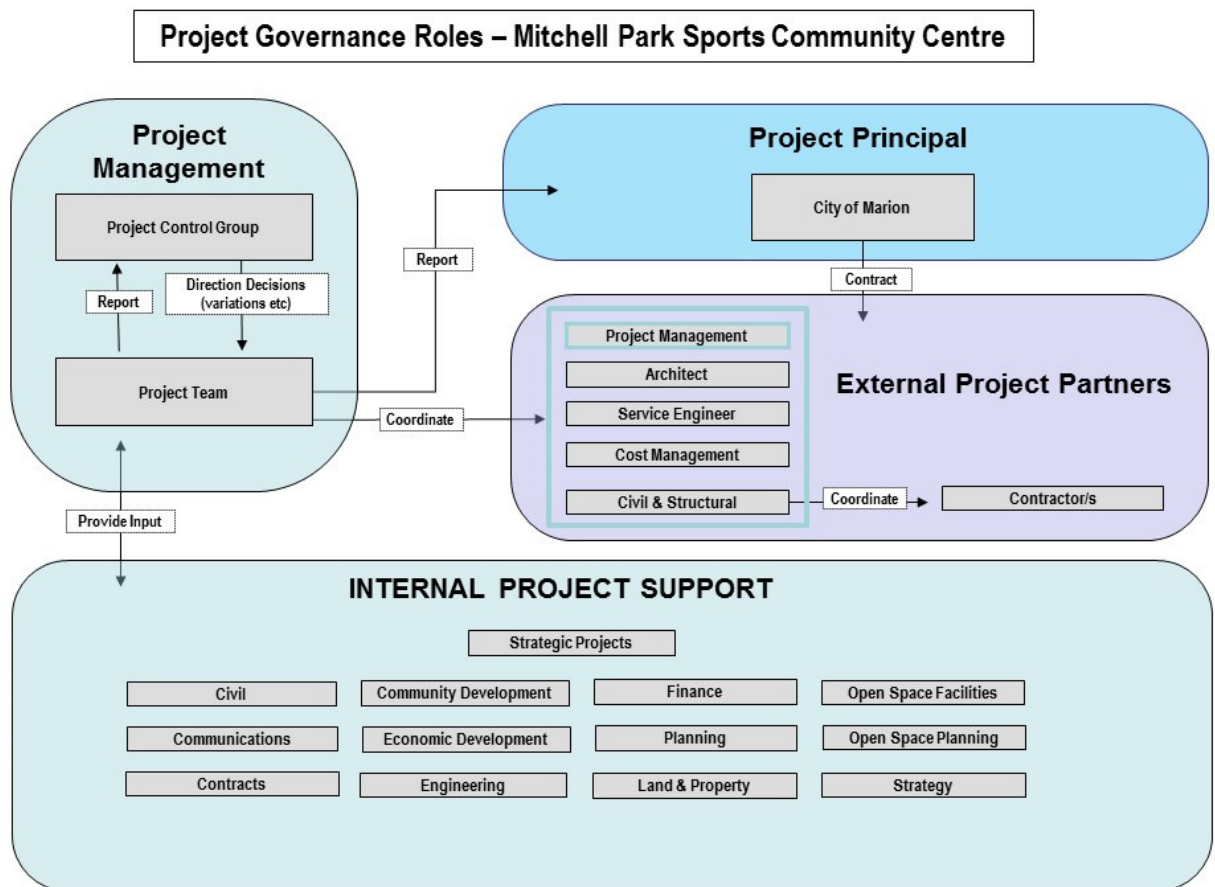 Project Governance Roles – Mitchell Park Sports Community Centre
Project
Management
Project Control Group
Report
Direction Decisions
(variations etc)
Project Team
Provide Input
Report
Coordinate
Project Principal
City of Marion
Contract
External Project Partners
Project Management
Architect
Service Engineer
Cost Management
Civil & Structural
Coordinate
Contractor/s
INTERNAL PROJECT SUPPORT
Strategic Projects
Civil
Community Development
Finance
Open Space Facilities
Communications
Economic Development
Planning
Open Space Planning
Contracts
Engineering
Land & Property
Strategy